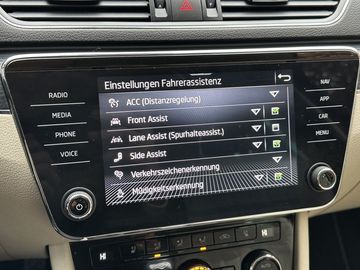 Einstellungen Fahrerassistenz
RADIO
MEDIA
PHONE
VOICE
ACC (Distanzregelung)
Front Assist
Lane Assist (Spurhalteassist.)
Side Assist
Verkehrszeichenerkennung
Müdigkeitserkennung
NAV
APP
CAR
MENU